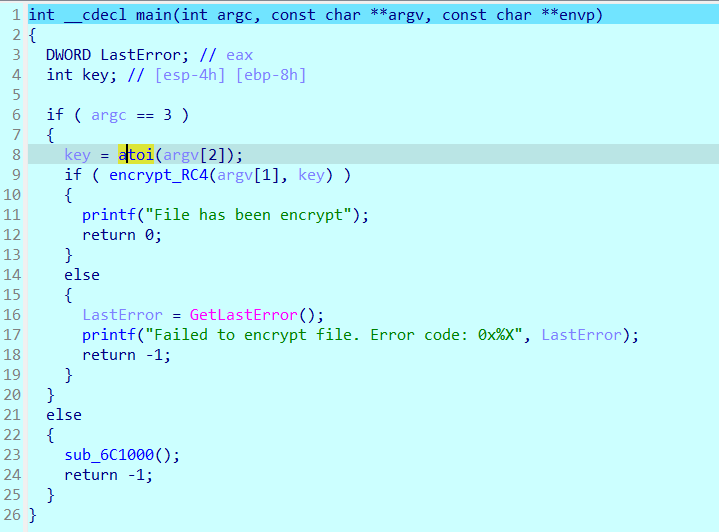 1 int __cdecl main(int argc, const char **argv, const char **envp)
2 {
3   DWORD LastError; // eax
4   int key; // [esp-4h] [ebp-8h]
5
6   if ( argc == 3 )
7   {
8     key = atoi(argv[2]);
9     if ( encrypt_RC4(argv[1], key) )
10     {
11       printf("File has been encrypt");
12       return 0;
13     }
14     else
15     {
16       LastError = GetLastError();
17       printf("Failed to encrypt file. Error code: 0x%X", LastError);
18       return -1;
19     }
20   }
21   else
22   {
23     sub_6C1000();
24     return -1;
25   }
26 }